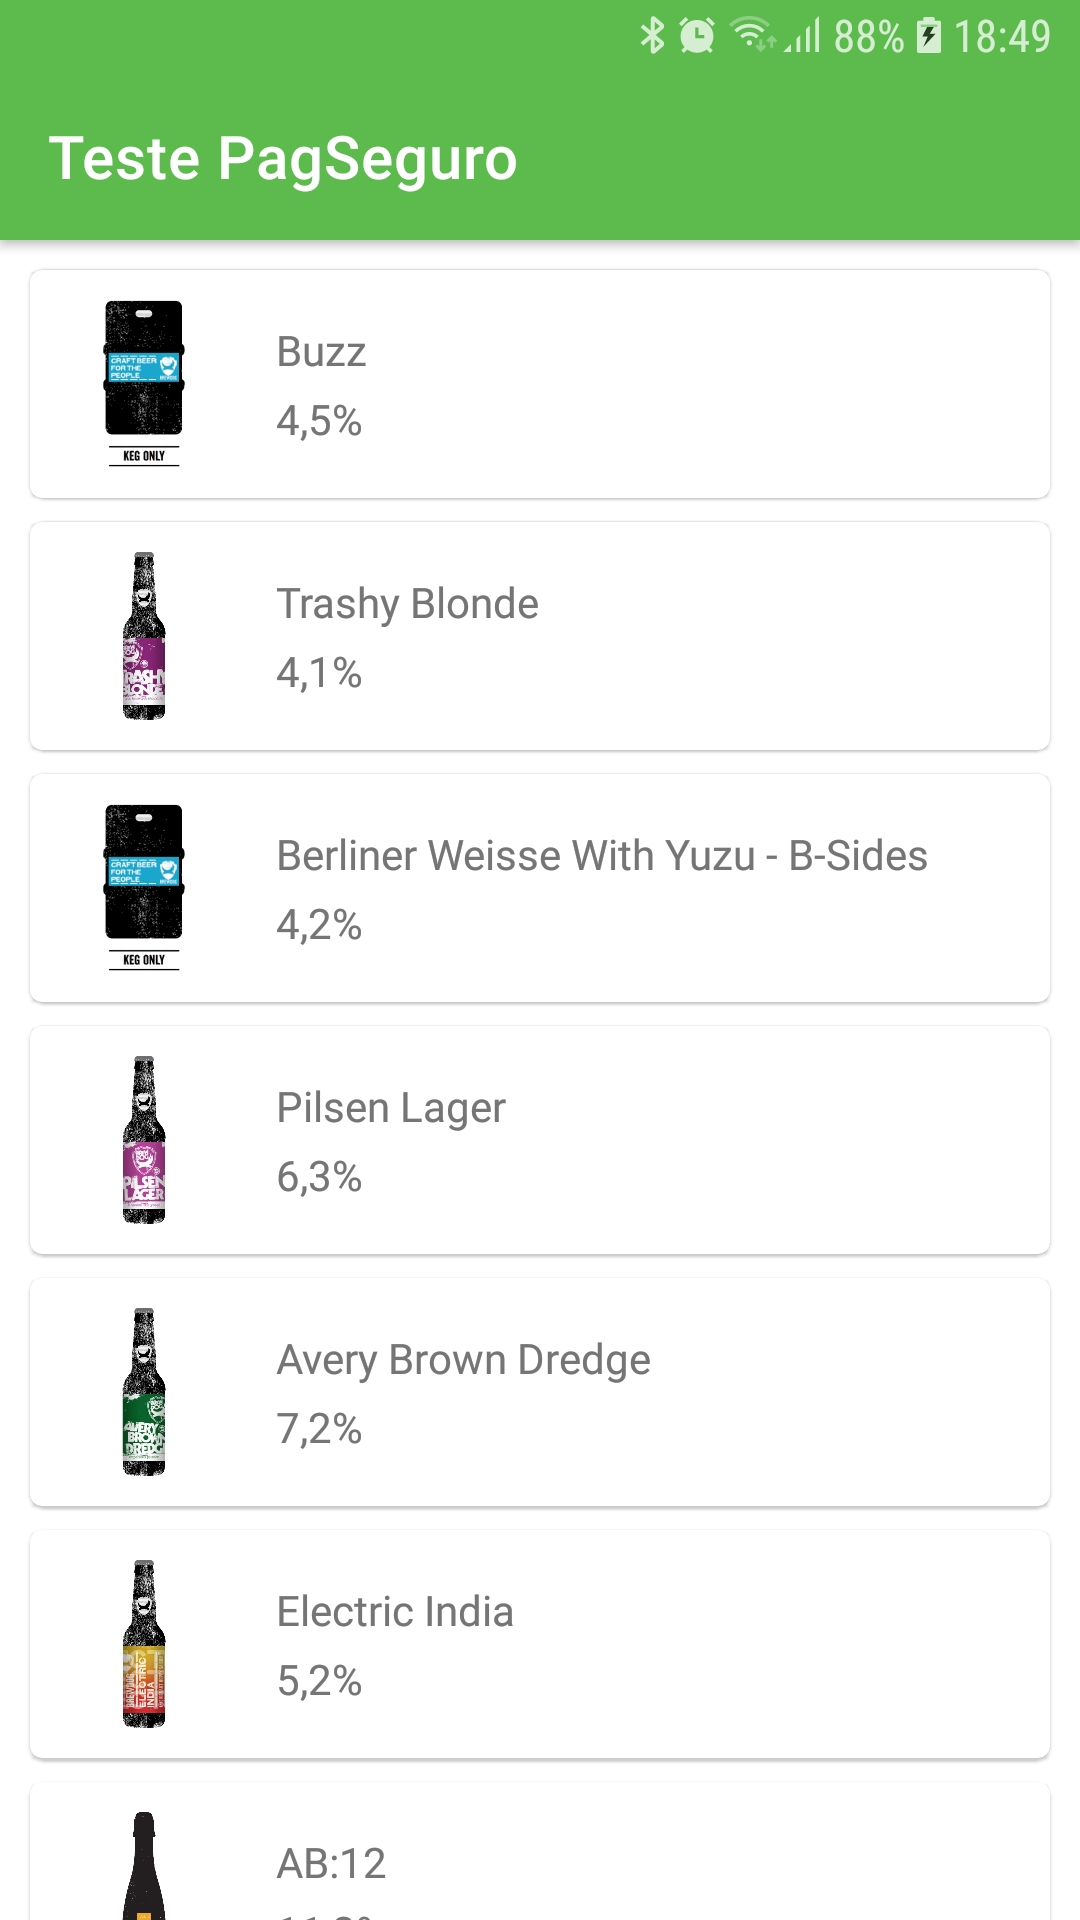 88% 18:49
Teste PagSeguro
CRAFT BEER
FOR THE
PEOPLE
KEG ONLY
Buzz
4,5%
TRASHY
BLONDE
Trashy Blonde
4,1%
CRAFT BEER
FOR THE
PEOPLE
KEG ONLY
Berliner Weisse With Yuzu - B-Sides
4,2%
PILSEN
LAGER
Pilsen Lager
6,3%
AVERY
BROWN
DREDGE
Avery Brown Dredge
7,2%
ELECTRIC
INDIA
Electric India
5,2%
AB:12